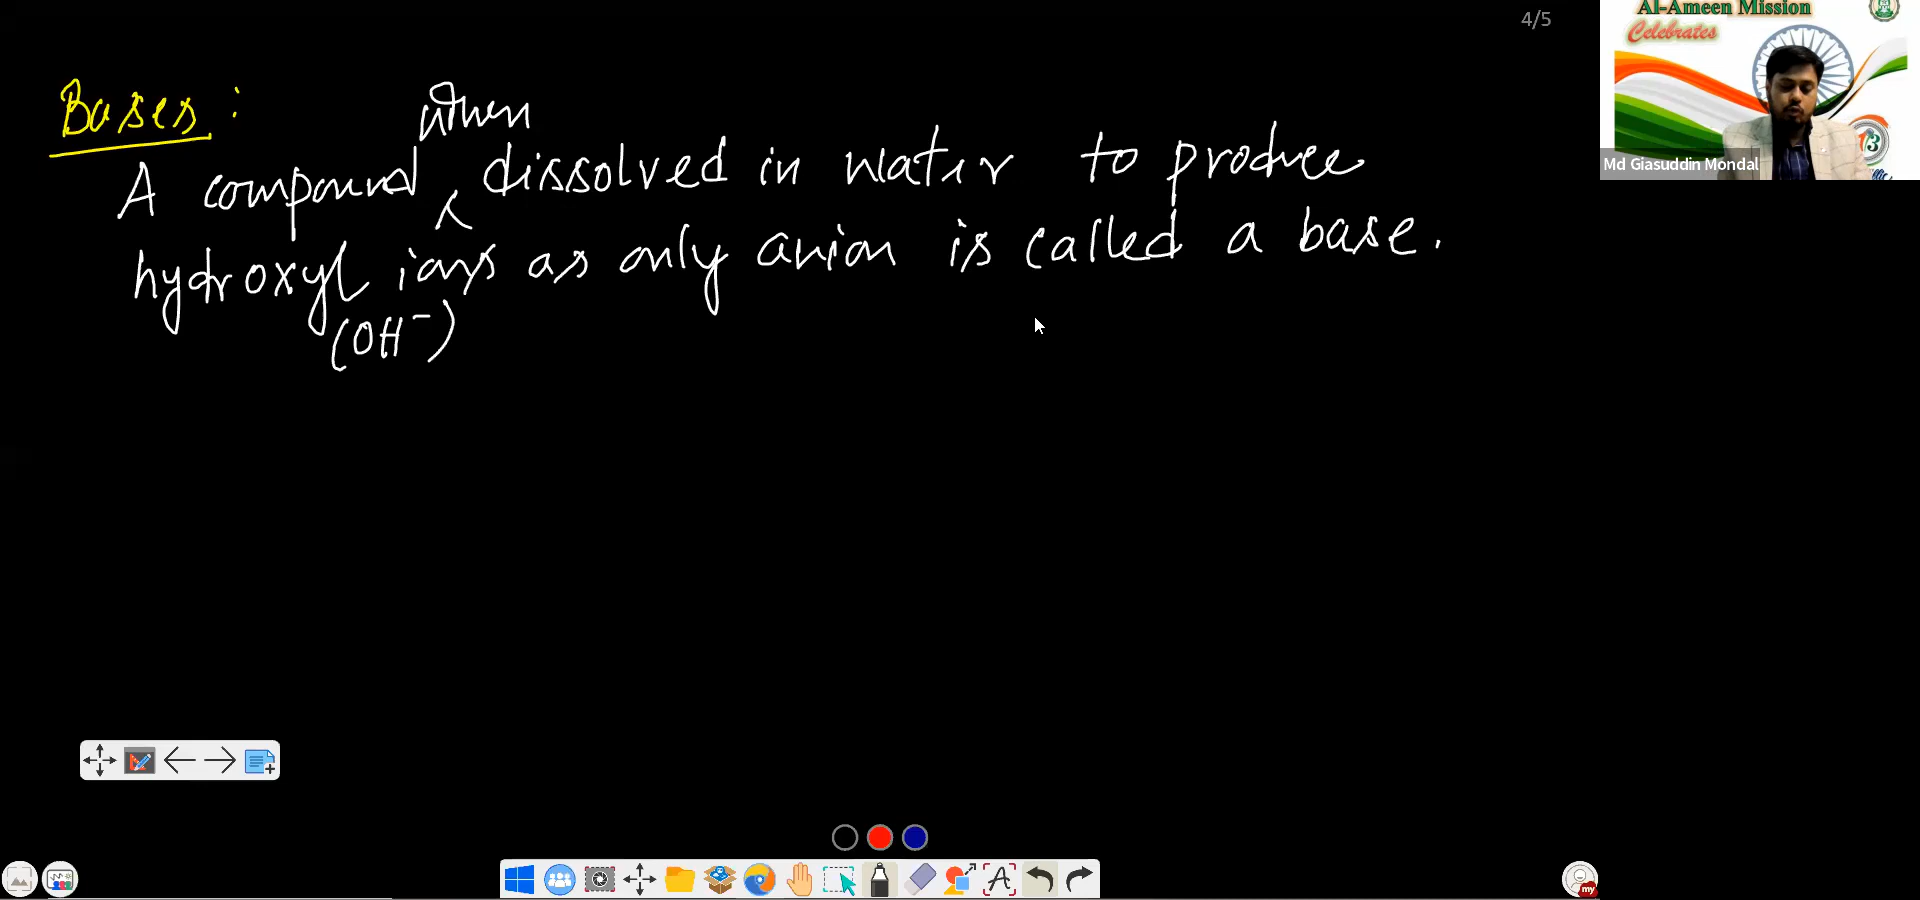 4/5
Al-Ameen Mission
Celebrates
Md Giasuddin Mondal
Bases :
when
A compound ^ dissolved in water to produce
hydroxyl ions as only anion is called a base.
(OH⁻)
my